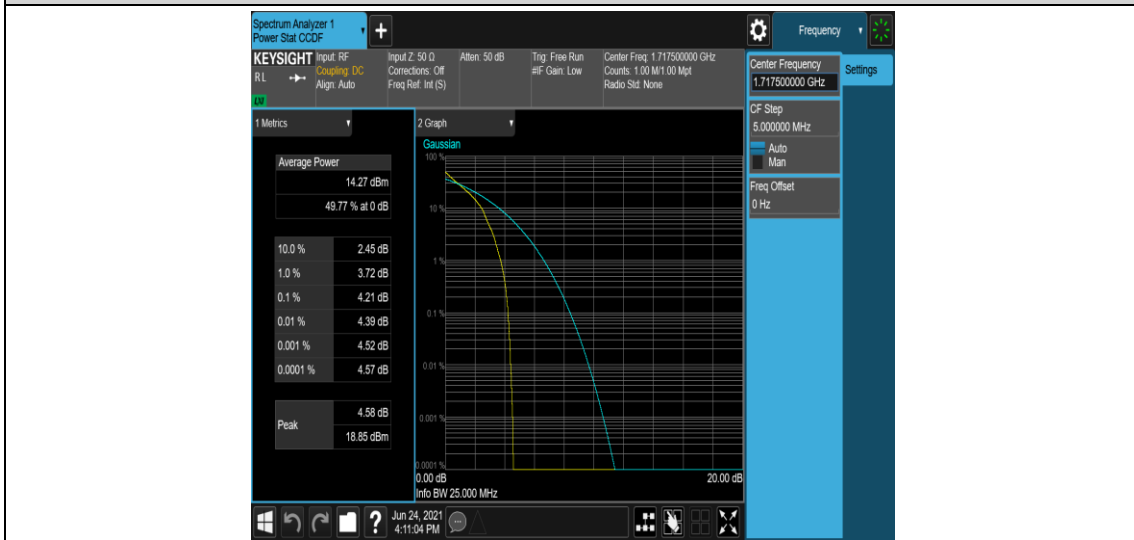 Spectrum Analyzer 1
Power Stat CCDF
+
Frequency
KEYSIGHT
RL
LXI
Input: RF
Coupling: DC
Align: Auto
Input Z: 50 Ω
Corrections: Off
Freq Ref: Int (S)
Atten: 50 dB
Trig: Free Run
#IF Gain: Low
Center Freq: 1.717500000 GHz
Counts: 1.00 M/1.00 Mpt
Radio Std: None
Center Frequency
1.717500000 GHz
Settings
CF Step
5.000000 MHz
Auto
Man
Freq Offset
0 Hz
1 Metrics
Average Power
14.27 dBm
49.77 % at 0 dB
10.0 % 2.45 dB
1.0 % 3.72 dB
0.1 % 4.21 dB
0.01 % 4.39 dB
0.001 % 4.52 dB
0.0001 % 4.57 dB
Peak
4.58 dB
18.85 dBm
2 Graph
Gaussian
100 %
10 %
1 %
0.1 %
0.01 %
0.001 %
0.0001 %
0.00 dB
20.00 dB
Info BW 25.000 MHz
?
Jun 24, 2021
4:11:04 PM